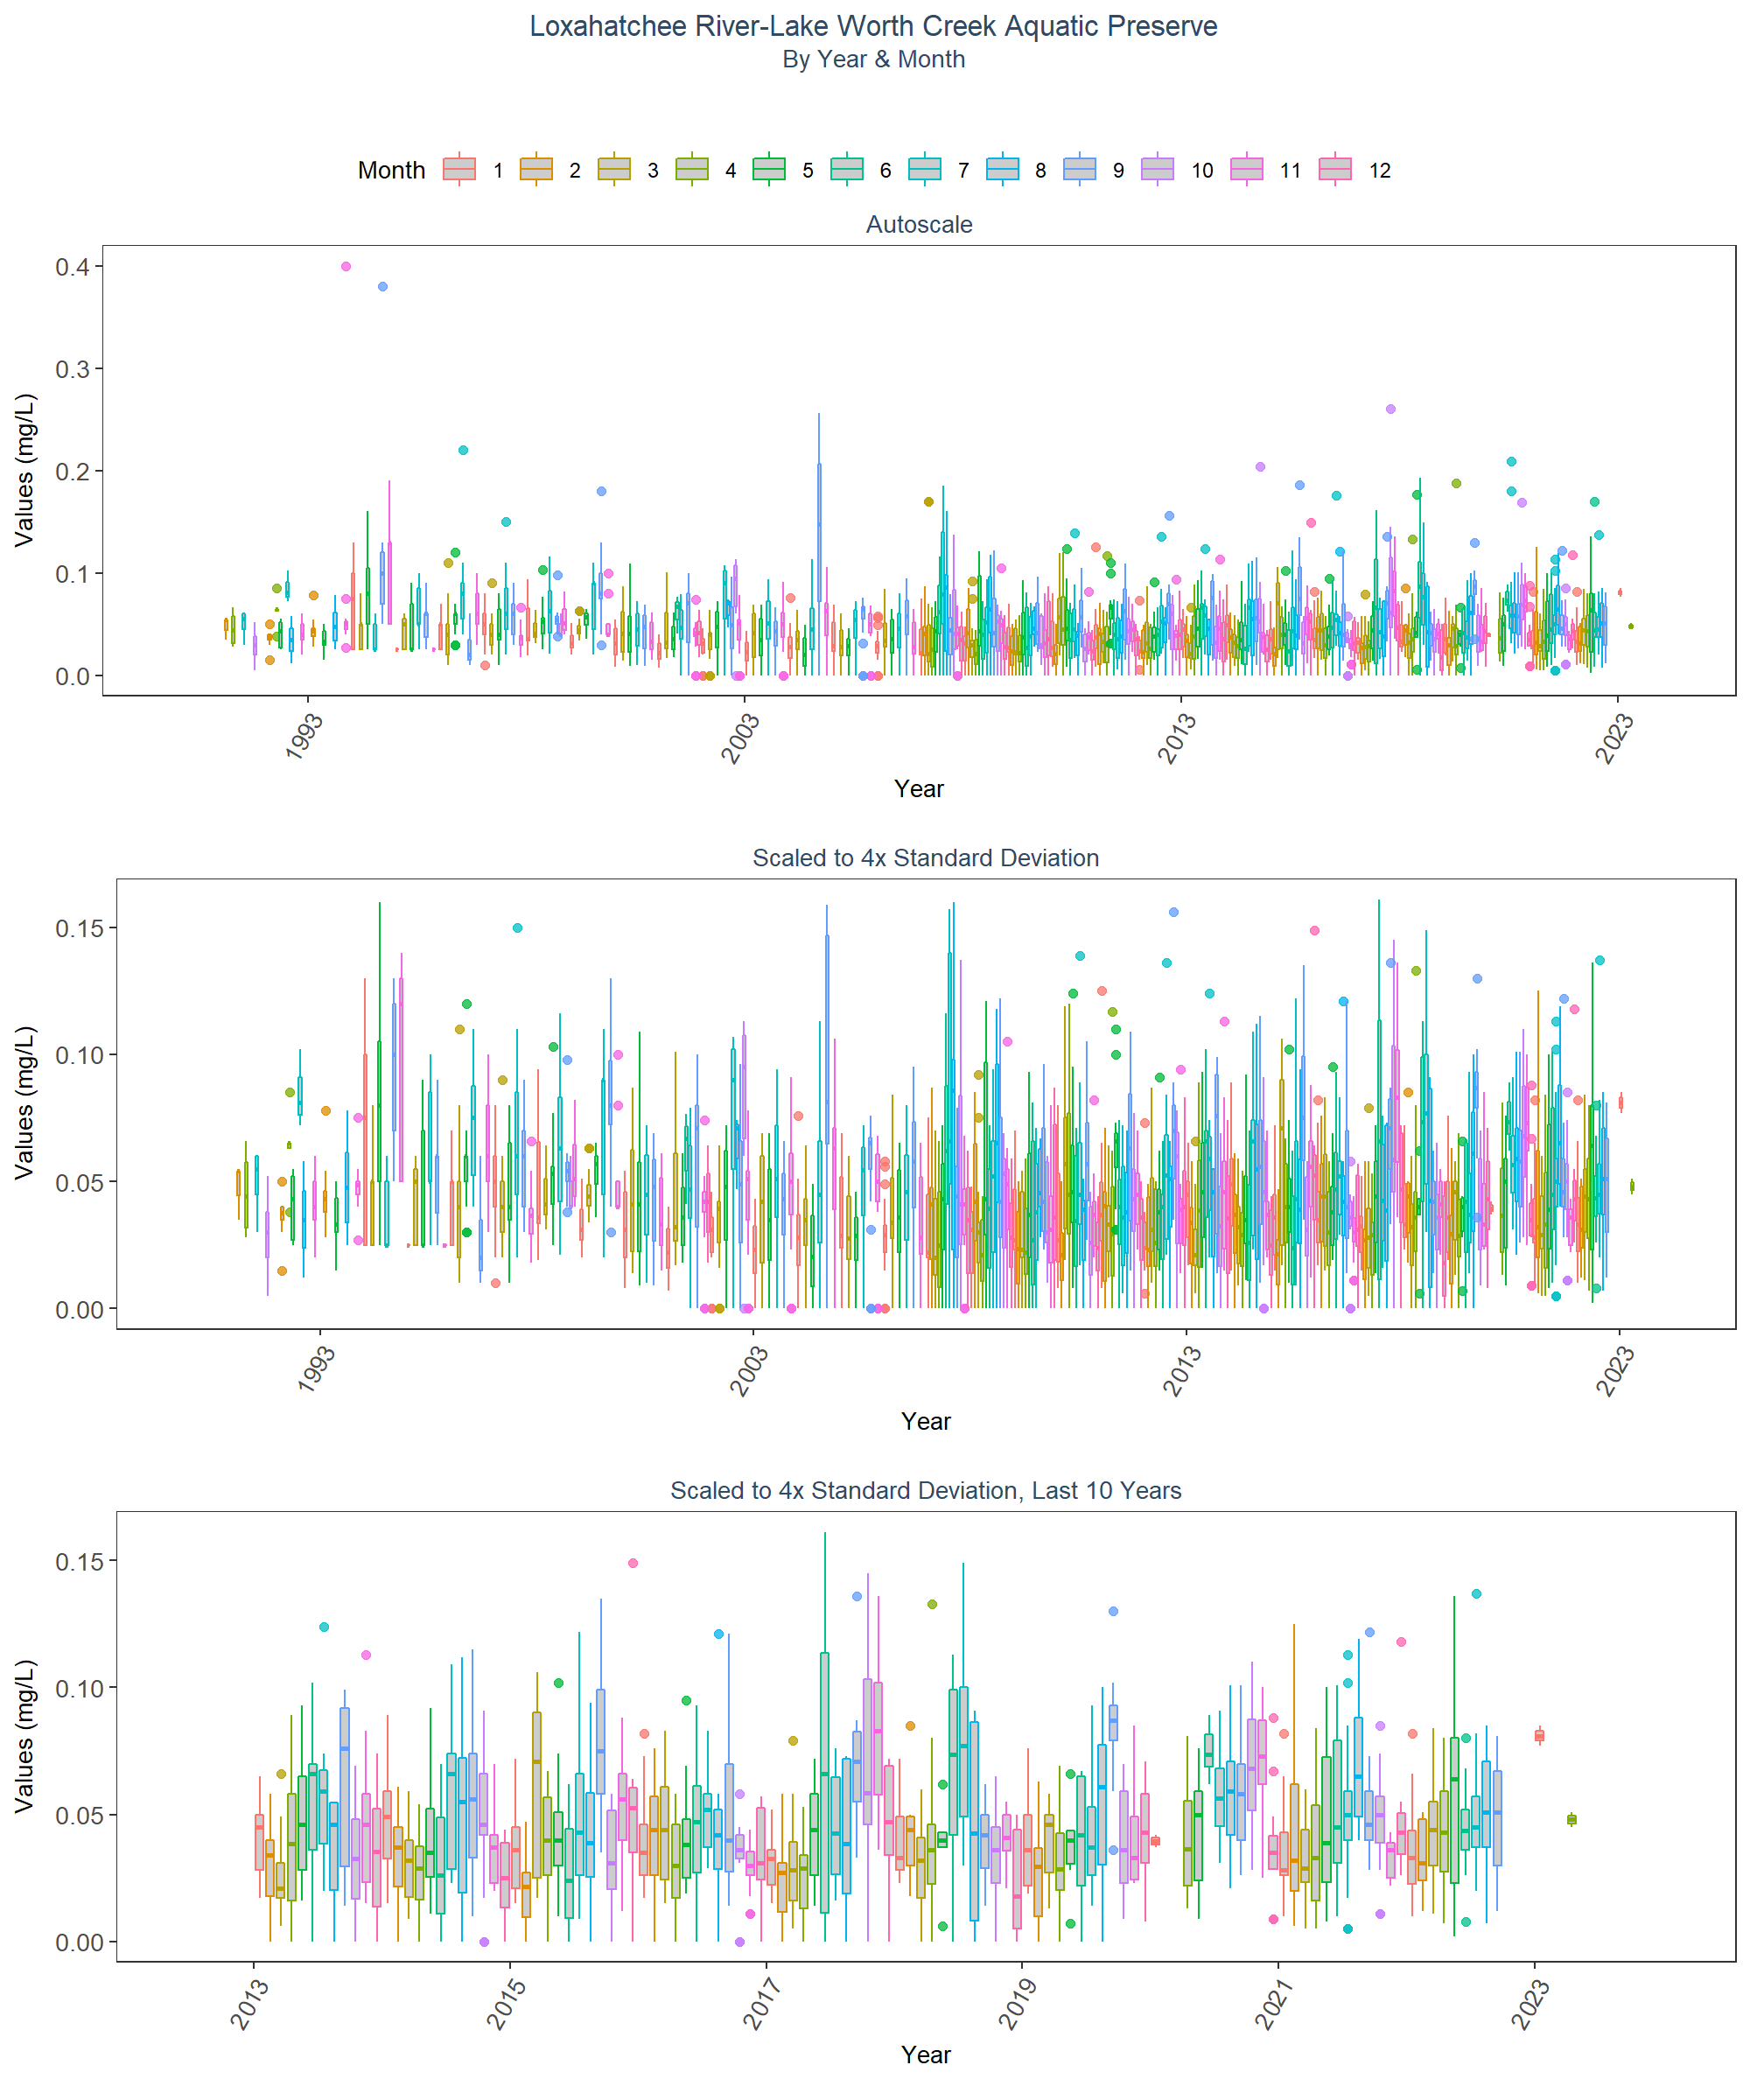 Loxahatchee River-Lake Worth Creek Aquatic Preserve
By Year & Month
Month 1 2 3 4 5 6 7 8 9 10 11 12
Autoscale
Values (mg/L)
0.4
0.3
0.2
0.1
0.0
1993 2003 2013 2023
Year
Scaled to 4x Standard Deviation
Values (mg/L)
0.15
0.10
0.05
0.00
1993 2003 2013 2023
Year
Scaled to 4x Standard Deviation, Last 10 Years
Values (mg/L)
0.15
0.10
0.05
0.00
2013 2015 2017 2019 2021 2023
Year